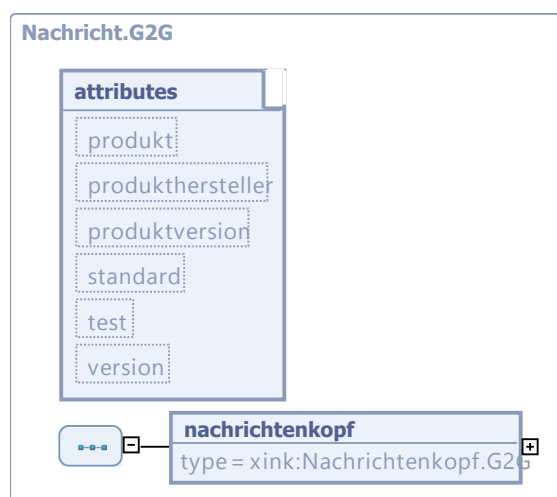 Nachricht.G2G
attributes
produkt
produkthersteller
produktversion
standard
test
version
nachrichtenkopf
type = xink:Nachrichtenkopf.G2G